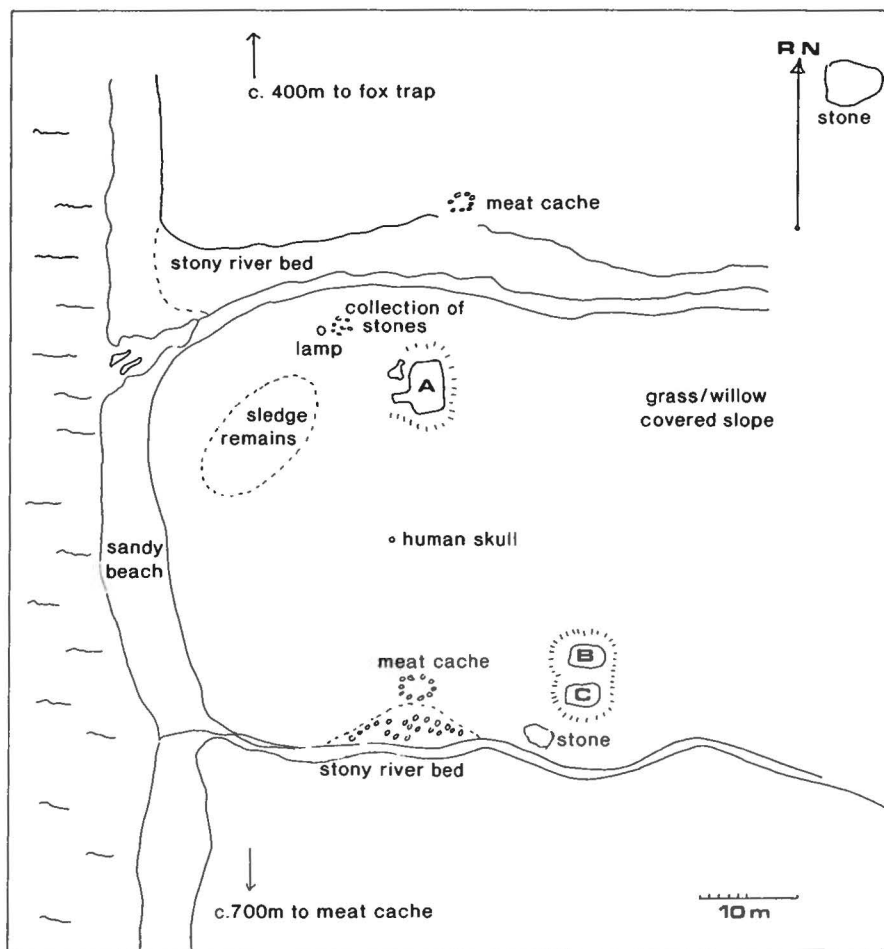 R N
c. 400m to fox trap
stone
meat cache
stony river bed
collection of
stones
lamp
A
sledge
remains
grass/willow
covered slope
human skull
sandy
beach
B
meat cache
C
stone
stony river bed
c.700m to meat cache
10m